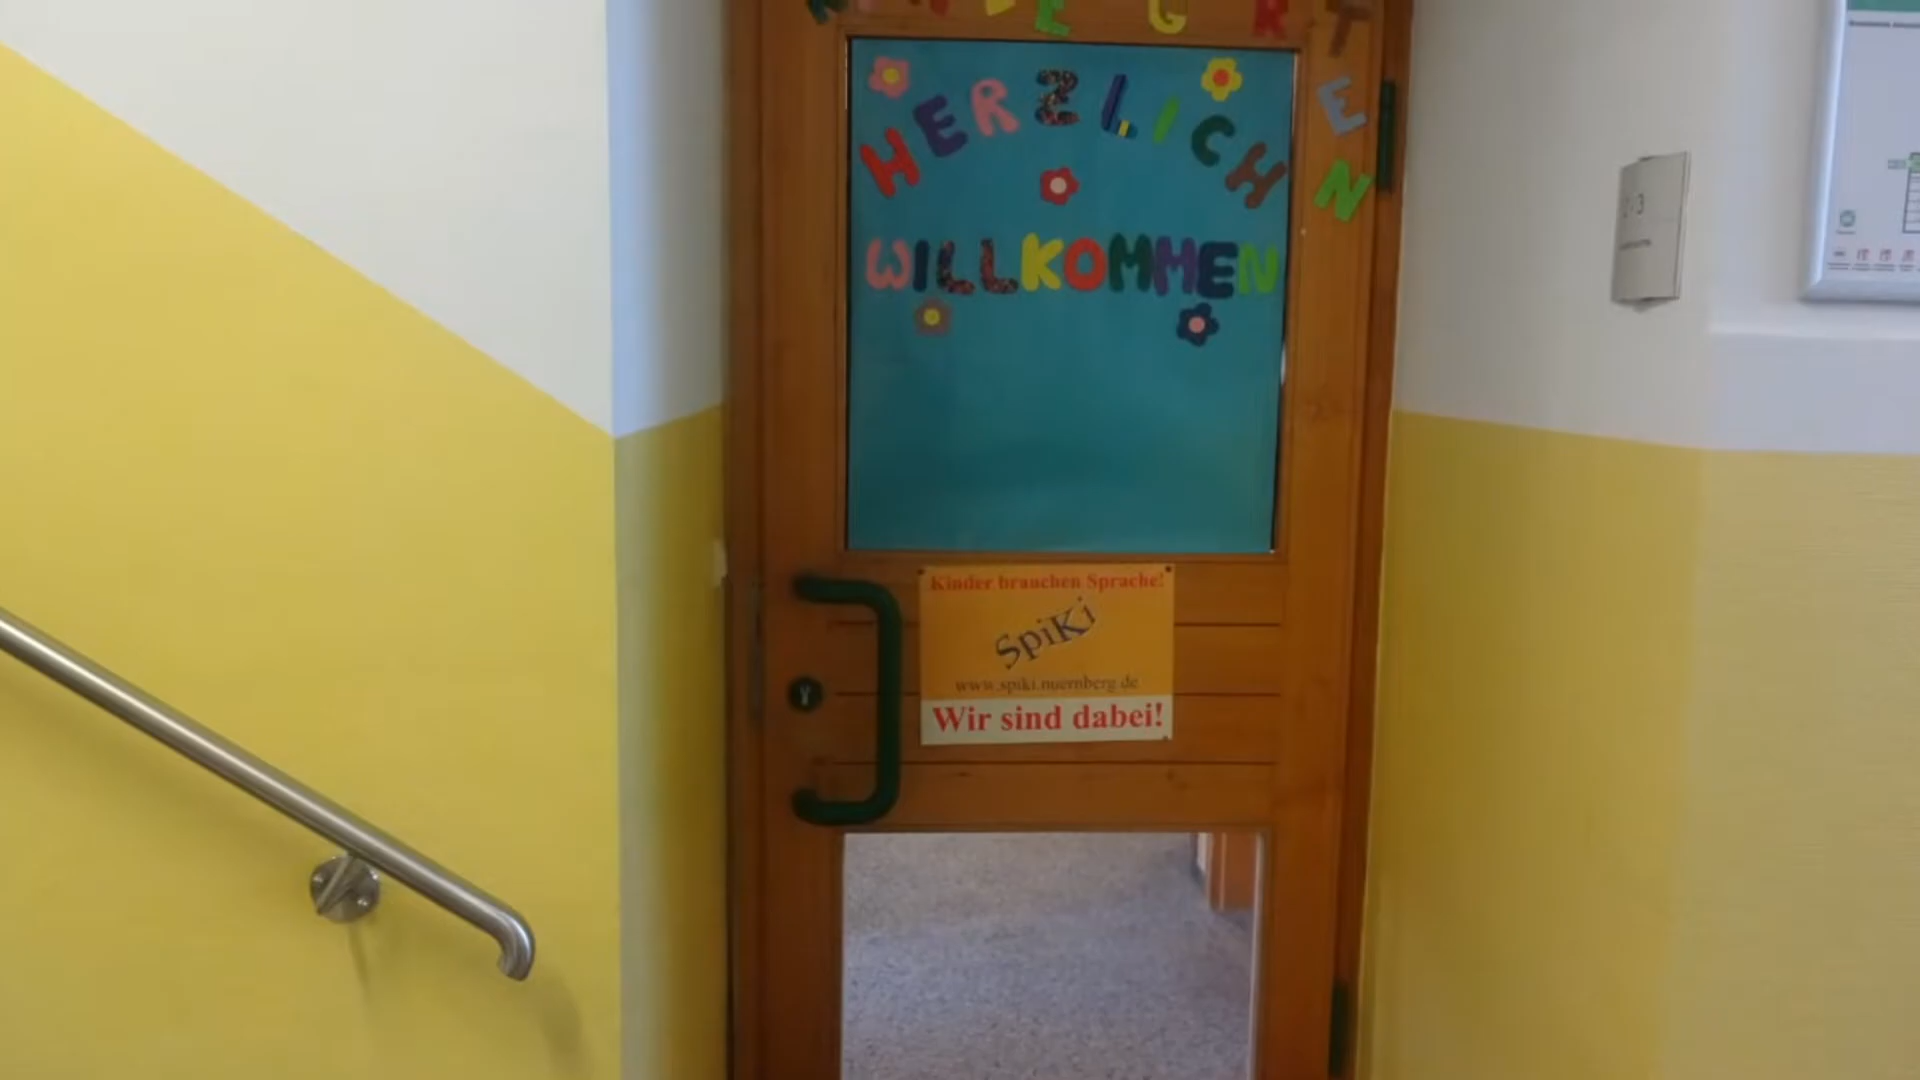 HERZLICH
WILLKOMMEN
Kinder brauchen Sprache!
SpiKi
www.spiki.nuernberg.de
Wir sind dabei!